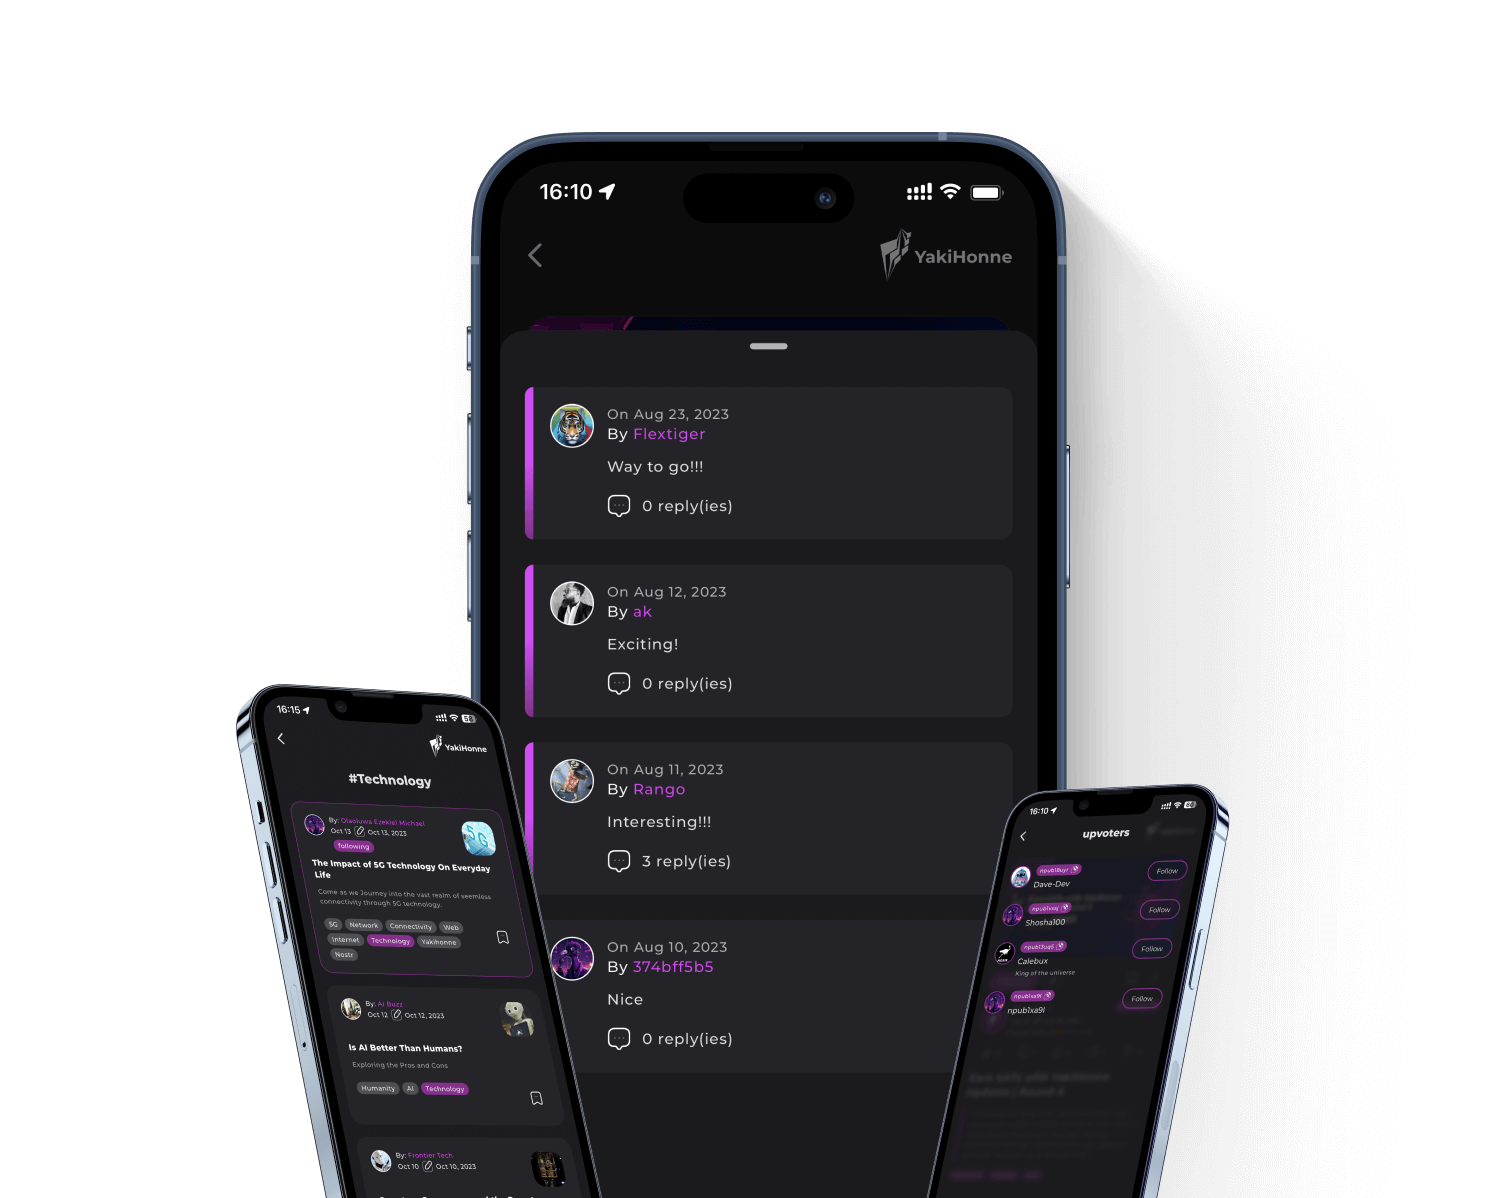 16:10
YakiHonne
On Aug 23, 2023
By Flextiger
Way to go!!!
0 reply(ies)
On Aug 12, 2023
By ak
Exciting!
0 reply(ies)
On Aug 11, 2023
By Rango
Interesting!!!
3 reply(ies)
On Aug 10, 2023
By 374bff5b5
Nice
0 reply(ies)
16:15
YakiHonne
#Technology
By: Olaoluwa Ezekiel Michael
Oct 13 Oct 13, 2023
following
5G
The Impact of 5G Technology On Everyday
Life
Come as we Journey into the vast realm of seemless
connectivity through 5G technology.
5G Network Connectivity Web
Internet Technology Yakihonne
Nostr
By: AI Buzz
Oct 12 Oct 12, 2023
Is AI Better Than Humans?
Exploring the Pros and Cons
Humanity AI Technology
By: Frontier Tech
Oct 10 Oct 10, 2023
16:10
upvoters
Dave-Dev
Follow
Shosha100
Follow
Calebux
King of the universe
Follow
npub1xa9l
Follow